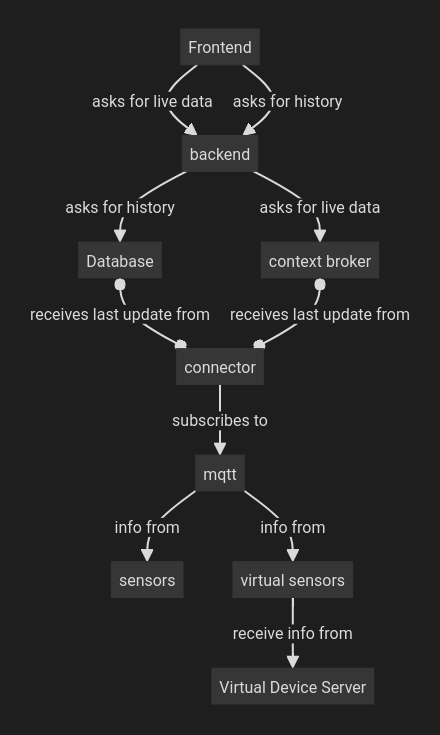 Frontend
asks for live data
asks for history
backend
asks for history
asks for live data
Database
context broker
receives last update from
receives last update from
connector
subscribes to
mqtt
info from
info from
sensors
virtual sensors
receive info from
Virtual Device Server